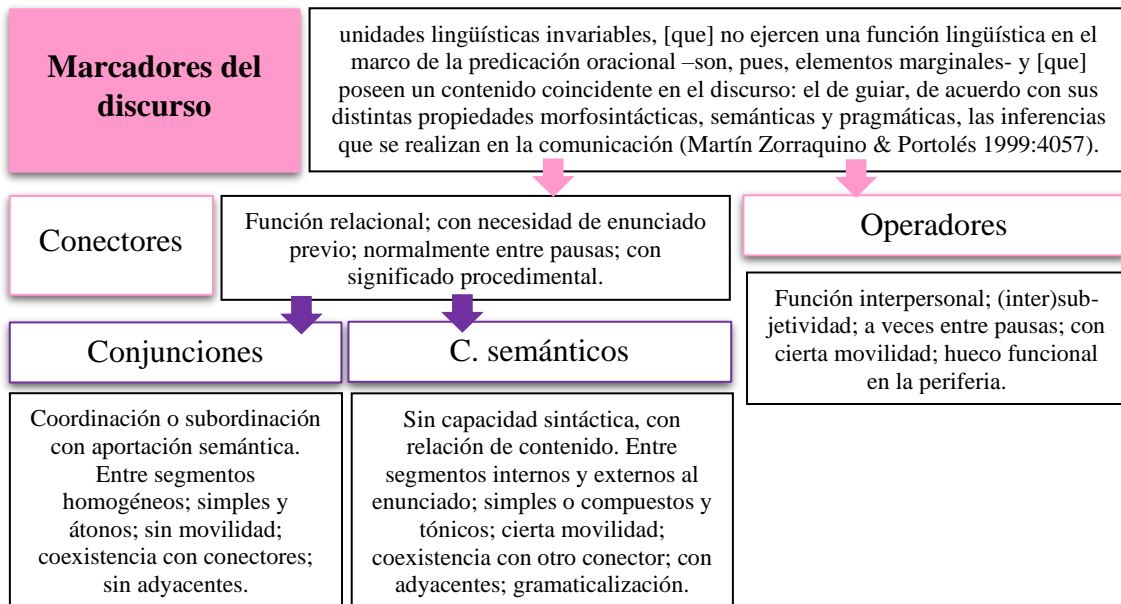 Marcadores del
discurso
unidades lingüísticas invariables, [que] no ejercen una función lingüística en el
marco de la predicación oracional –son, pues, elementos marginales- y [que]
poseen un contenido coincidente en el discurso: el de guiar, de acuerdo con sus
distintas propiedades morfosintácticas, semánticas y pragmáticas, las inferencias
que se realizan en la comunicación (Martín Zorraquino & Portolés 1999:4057).
Conectores
Función relacional; con necesidad de enunciado
previo; normalmente entre pausas; con
significado procedimental.
Operadores
Función interpersonal; (inter)sub-
jetividad; a veces entre pausas; con
cierta movilidad; hueco funcional
en la periferia.
Conjunciones
Coordinación o subordinación
con aportación semántica.
Entre segmentos
homogéneos; simples y
átonos; sin movilidad;
coexistencia con conectores;
sin adyacentes.
C. semánticos
Sin capacidad sintáctica, con
relación de contenido. Entre
segmentos internos y externos al
enunciado; simples o compuestos y
tónicos; cierta movilidad;
coexistencia con otro conector; con
adyacentes; gramaticalización.